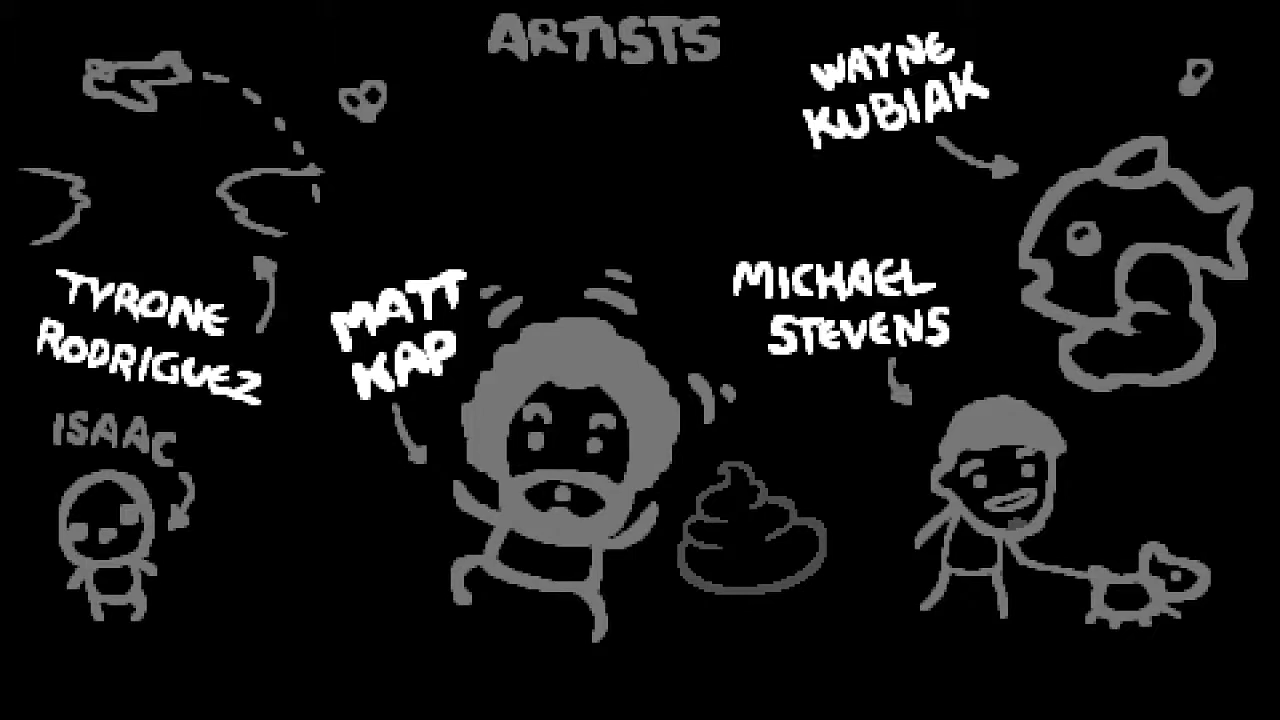 ARTISTS
WAYNE
KUBIAK
TYRONE
RODRIGUEZ
MATT
KAP
MICHAEL
STEVENS
ISAAC